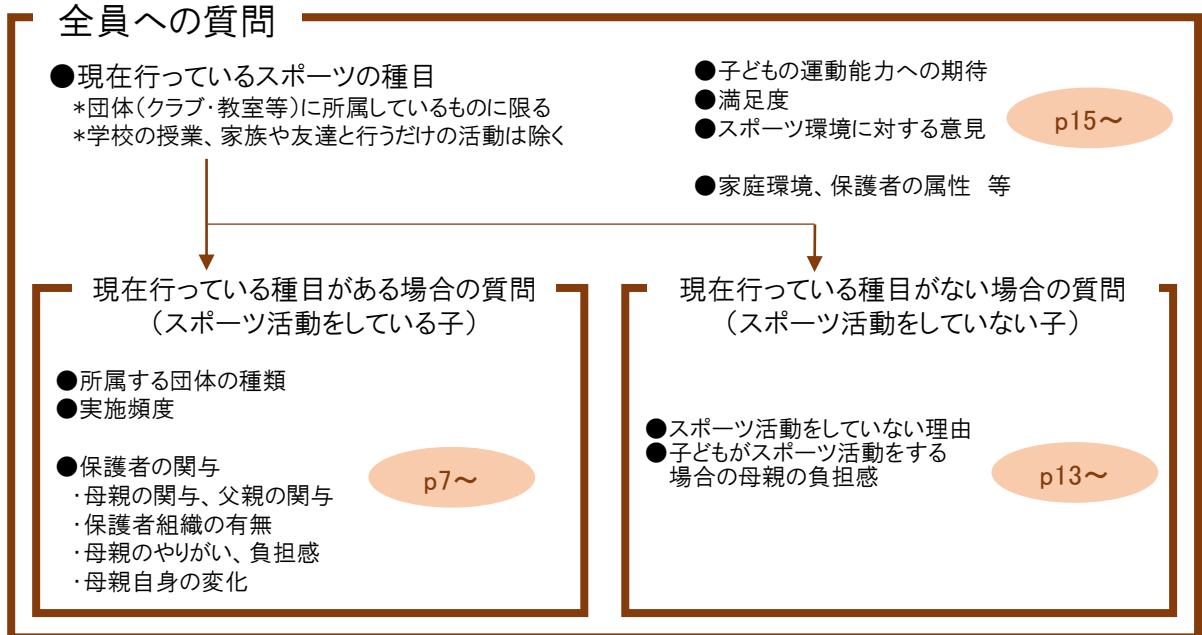 全員への質問
●現在行っているスポーツの種目
*団体(クラブ・教室等)に所属しているものに限る
*学校の授業、家族や友達と行うだけの活動は除く
●子どもの運動能力への期待
●満足度
●スポーツ環境に対する意見
p15～
●家庭環境、保護者の属性 等
現在行っている種目がある場合の質問
(スポーツ活動をしている子)
●所属する団体の種類
●実施頻度
●保護者の関与
・母親の関与、父親の関与
・保護者組織の有無
・母親のやりがい、負担感
・母親自身の変化
p7～
現在行っている種目がない場合の質問
(スポーツ活動をしていない子)
●スポーツ活動をしていない理由
●子どもがスポーツ活動をする
場合の母親の負担感
p13～